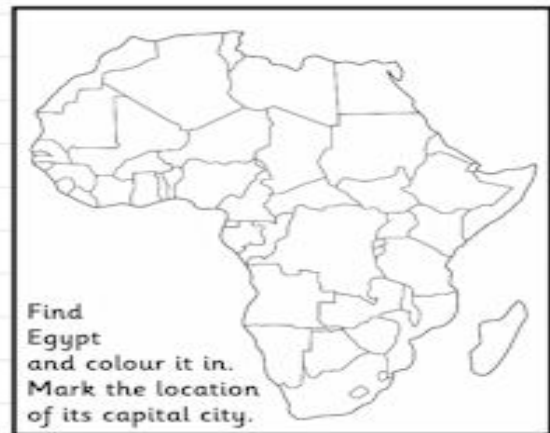 Find
Egypt
and colour it in.
Mark the location
of its capital city.